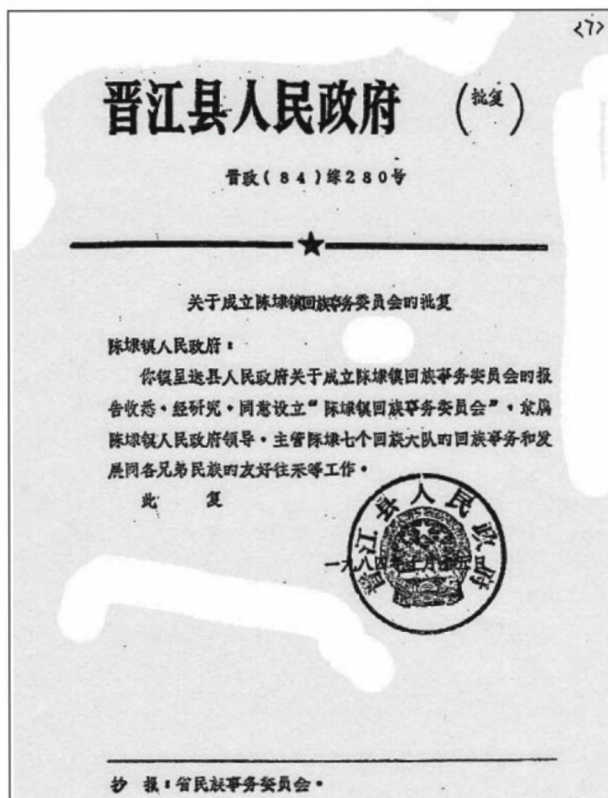 <7>
晋江县人民政府（批复）
晋政（84）综280号
关于成立陈埭镇回族事务委员会的批复
陈埭镇人民政府：
你镇呈送县人民政府关于成立陈埭镇回族事务委员会的报
告收悉。经研究。同意设立“陈埭镇回族事务委员会”。隶属
陈埭镇人民政府领导。主管陈埭七个回族大队的回族事务和发
展同各兄弟民族的友好往来等工作。
此 复
晋江县人民政府
一九八四年 月 日
抄 报：省民族事务委员会。